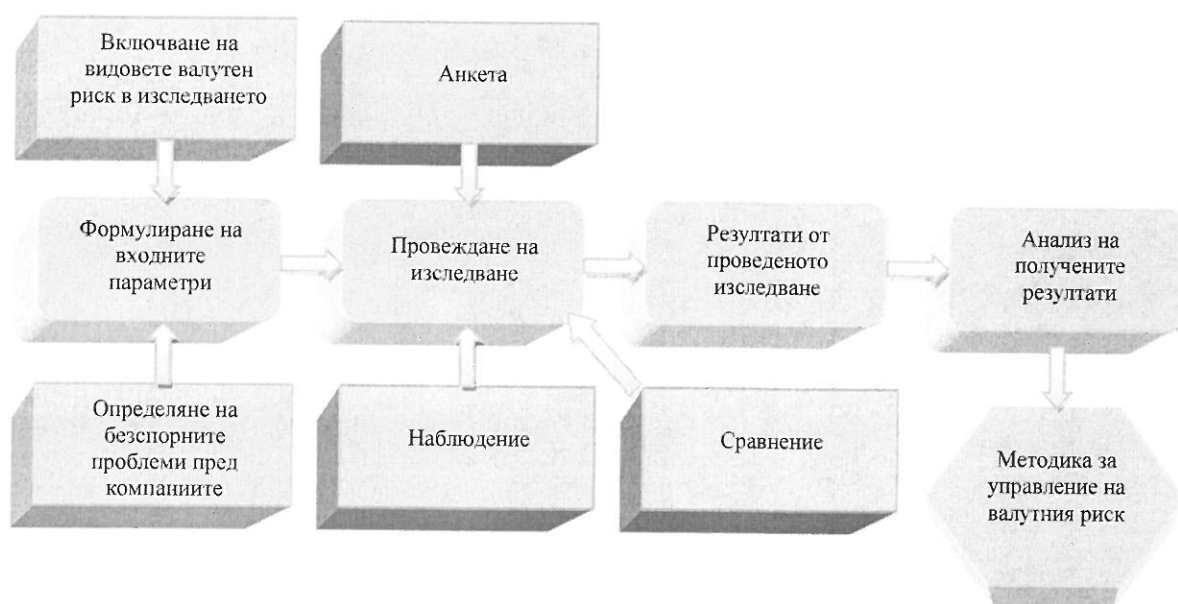 Включване на
видовете валутен
риск в изследването
Анкета
Формулиране на
входните
параметри
Провеждане на
изследване
Резултати от
проведеното
изследване
Анализ на
получените
резултати
Определяне на
безспорните
проблеми пред
компаниите
Наблюдение
Сравнение
Методика за
управление на
валутния риск